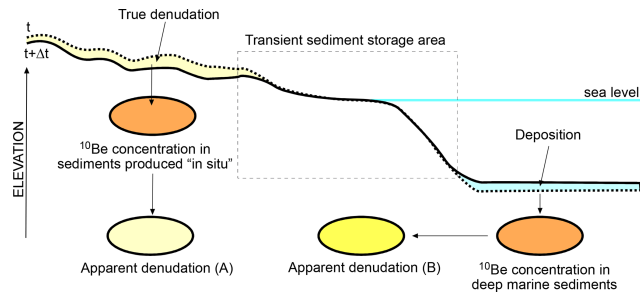 True denudation
t
t+Δt
Transient sediment storage area
sea level
ELEVATION
Deposition
¹⁰Be concentration in
sediments produced "in situ"
Apparent denudation (A)
Apparent denudation (B)
¹⁰Be concentration in
deep marine sediments